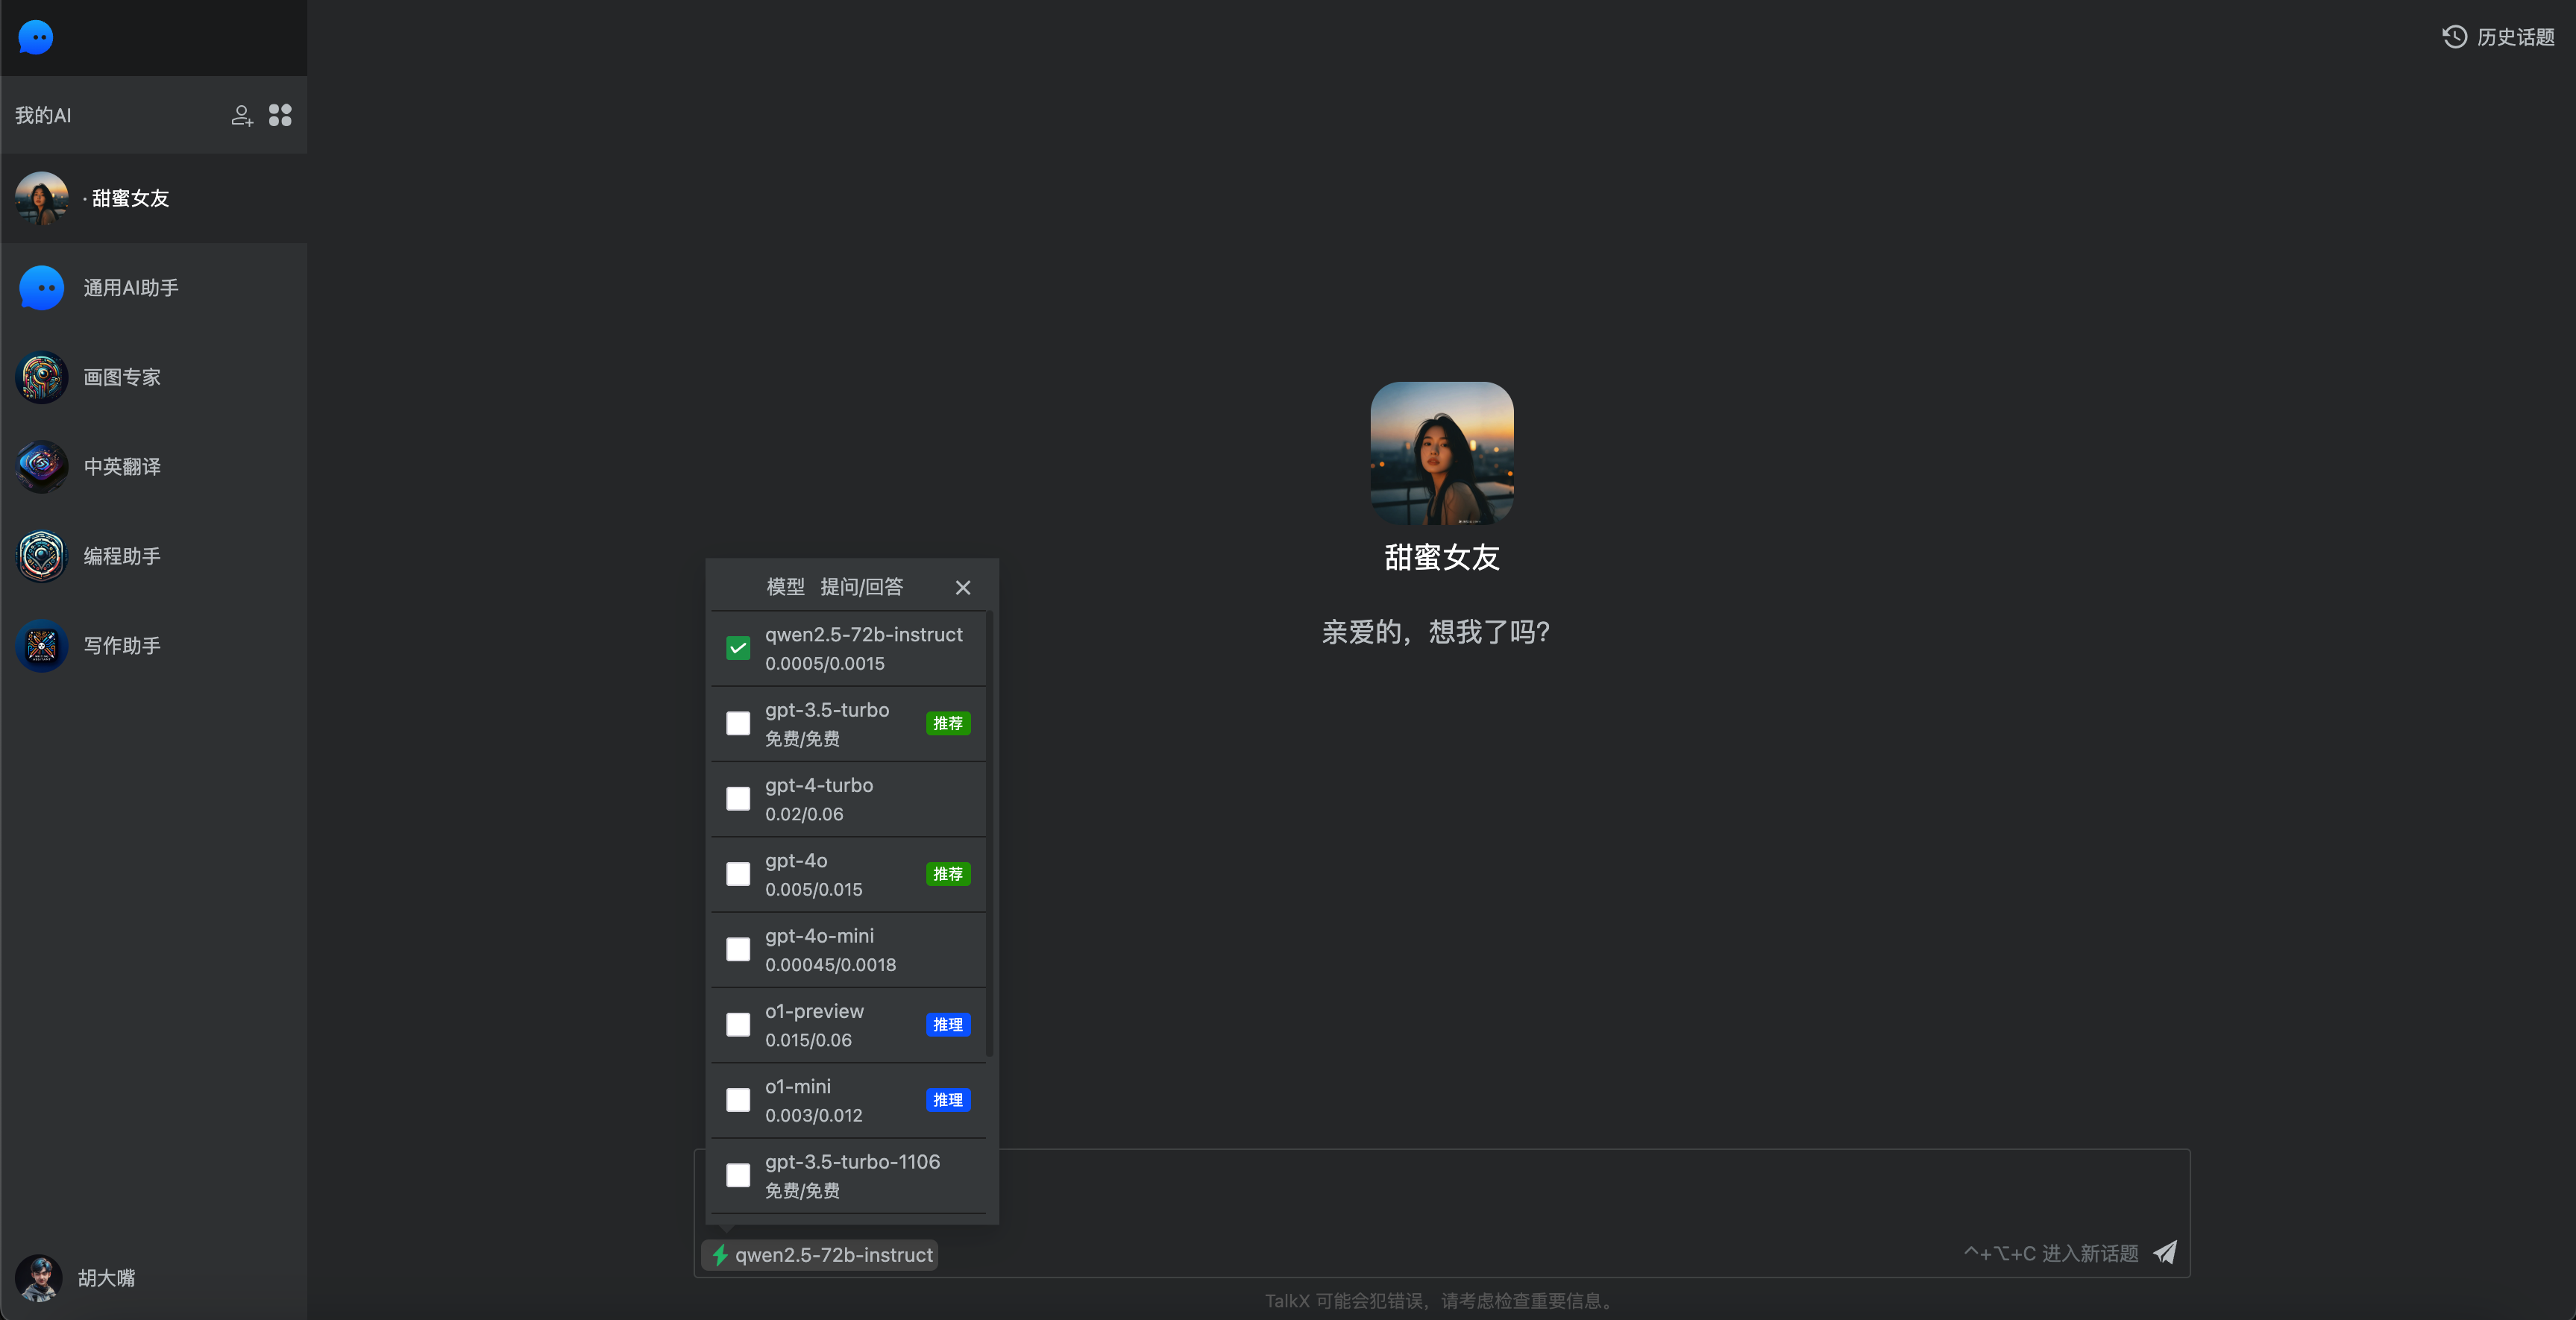 历史话题
我的AI
· 甜蜜女友
通用AI助手
画图专家
中英翻译
编程助手
写作助手
胡大嘴
甜蜜女友
亲爱的，想我了吗？
模型 提问/回答
qwen2.5-72b-instruct
0.0005/0.0015
gpt-3.5-turbo
免费/免费
推荐
gpt-4-turbo
0.02/0.06
gpt-4o
0.005/0.015
推荐
gpt-4o-mini
0.00045/0.0018
o1-preview
0.015/0.06
推理
o1-mini
0.003/0.012
推理
gpt-3.5-turbo-1106
免费/免费
qwen2.5-72b-instruct
^+⌥+C 进入新话题
TalkX 可能会犯错误，请考虑检查重要信息。